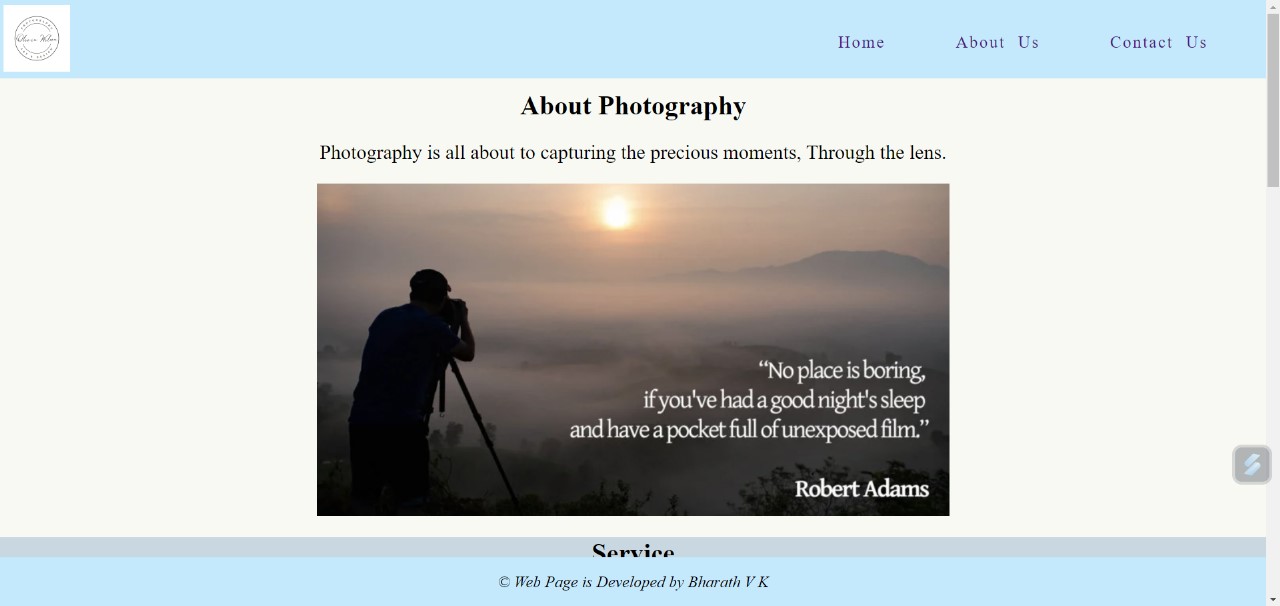 Home About Us Contact Us
About Photography
Photography is all about to capturing the precious moments, Through the lens.
“No place is boring,
if you've had a good night's sleep
and have a pocket full of unexposed film.”
Robert Adams
Service
© Web Page is Developed by Bharath V K